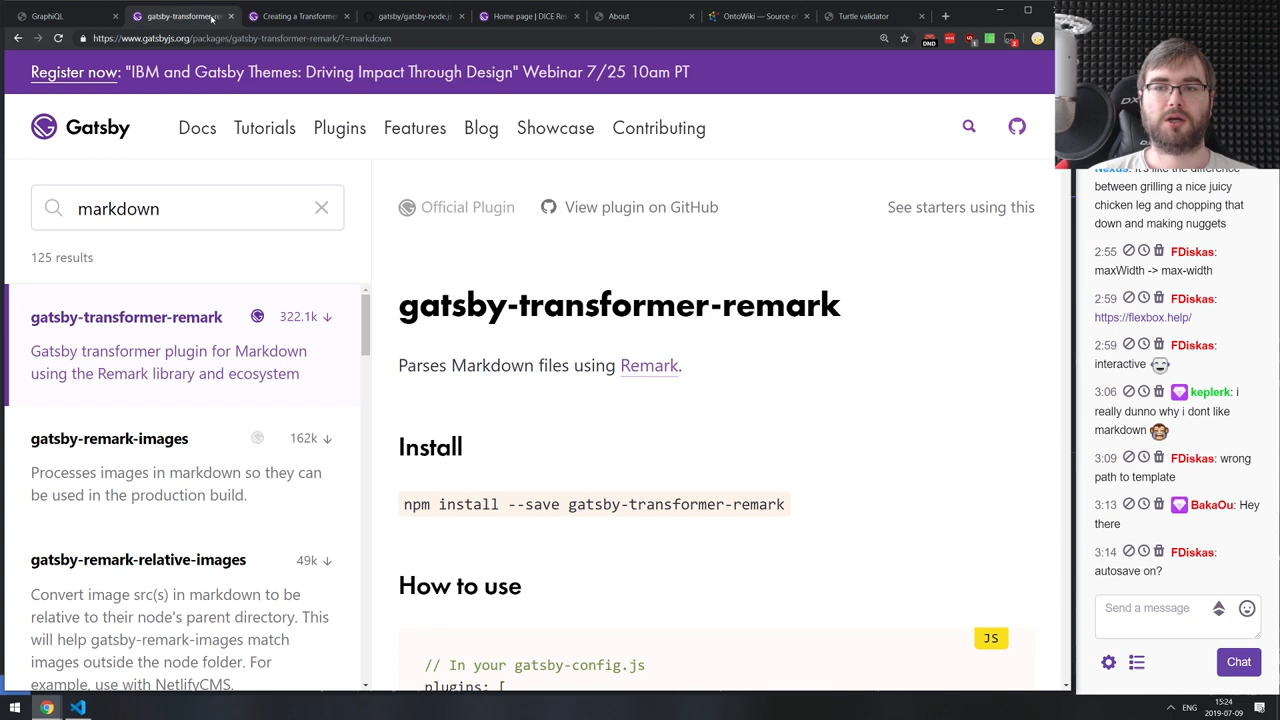 GraphiQL
gatsby-transformer-re
Creating a Transforme
gatsby/gatsby-node.js
Home page | DICE Res
About
OntoWiki — Source of
Turtle validator
https://www.gatsbyjs.org/packages/gatsby-transformer-remark/?=markdown
Register now: "IBM and Gatsby Themes: Driving Impact Through Design" Webinar 7/25 10am PT
Gatsby
Docs
Tutorials
Plugins
Features
Blog
Showcase
Contributing
markdown
125 results
gatsby-transformer-remark
322.1k ↓
Gatsby transformer plugin for Markdown
using the Remark library and ecosystem
gatsby-remark-images
162k ↓
Processes images in markdown so they can
be used in the production build.
gatsby-remark-relative-images
49k ↓
Convert image src(s) in markdown to be
relative to their node's parent directory. This
will help gatsby-remark-images match
images outside the node folder. For
example, use with NetlifyCMS.
Official Plugin
View plugin on GitHub
See starters using this
gatsby-transformer-remark
Parses Markdown files using Remark.
Install
npm install --save gatsby-transformer-remark
How to use
JS
// In your gatsby-config.js
plugins: [
Nexus: It's like the difference
between grilling a nice juicy
chicken leg and chopping that
down and making nuggets
2:55 FDiskas:
maxWidth -> max-width
2:59 FDiskas:
https://flexbox.help/
2:59 FDiskas:
interactive
3:06 keplerk: i
really dunno why i dont like
markdown
3:09 FDiskas: wrong
path to template
3:13 BakaOu: Hey
there
3:14 FDiskas:
autosave on?
Send a message
Chat
ENG
15:24
2019-07-09